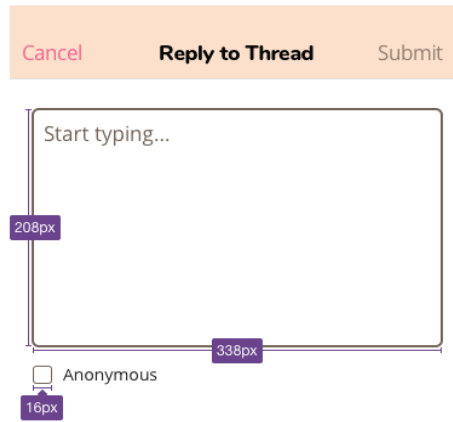 Cancel Reply to Thread Submit
Start typing...
208px
338px
Anonymous
16px